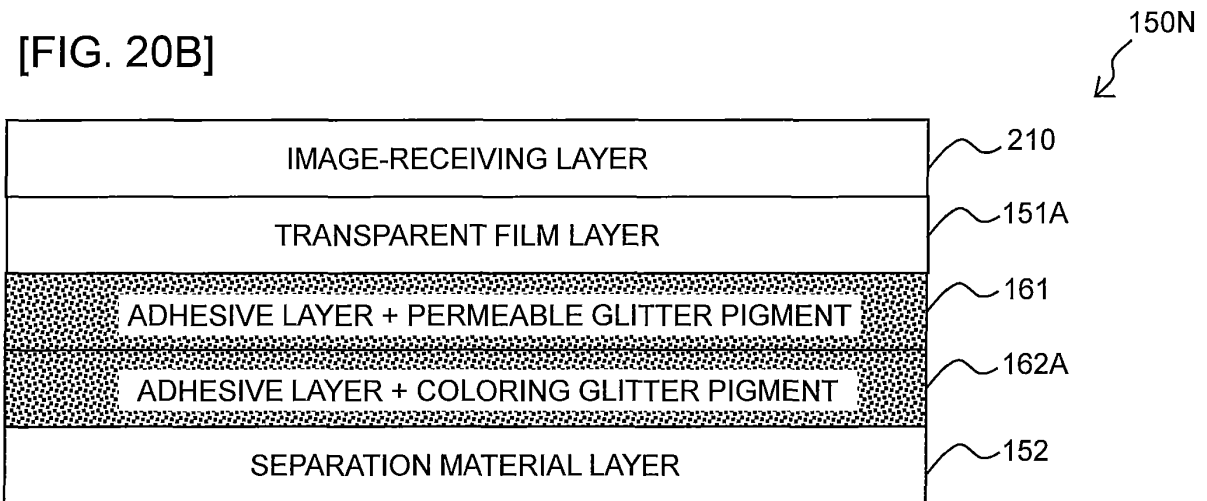 150N
[FIG. 20B]
IMAGE-RECEIVING LAYER 210
TRANSPARENT FILM LAYER 151A
ADHESIVE LAYER + PERMEABLE GLITTER PIGMENT 161
ADHESIVE LAYER + COLORING GLITTER PIGMENT 162A
SEPARATION MATERIAL LAYER 152